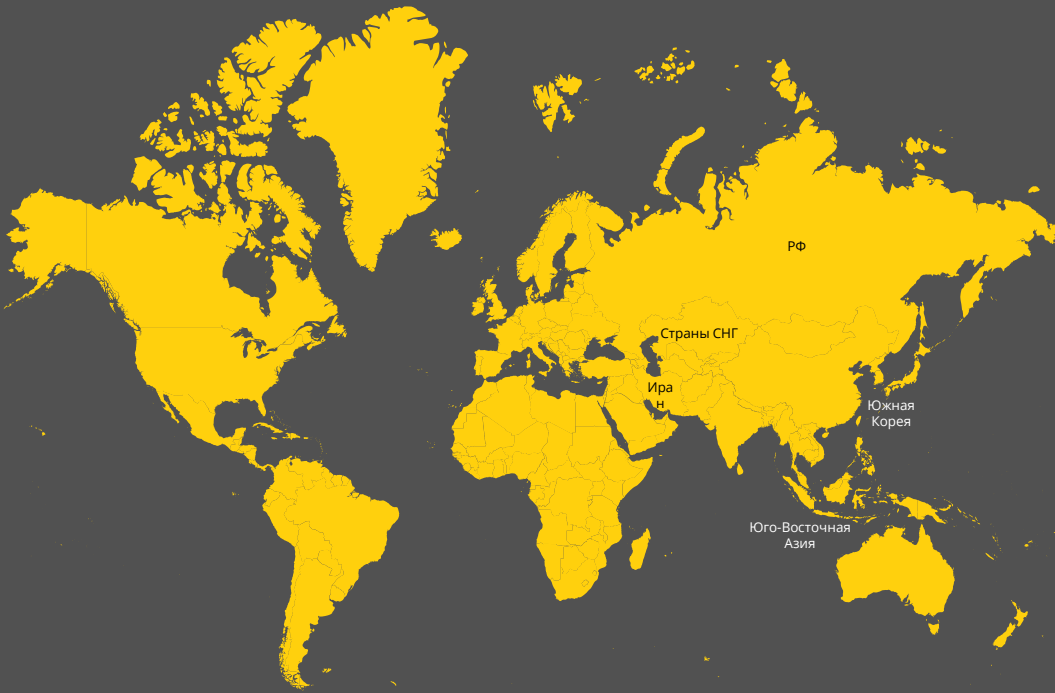 РФ
Страны СНГ
Ира
н
Южная
Корея
Юго-Восточная
Азия